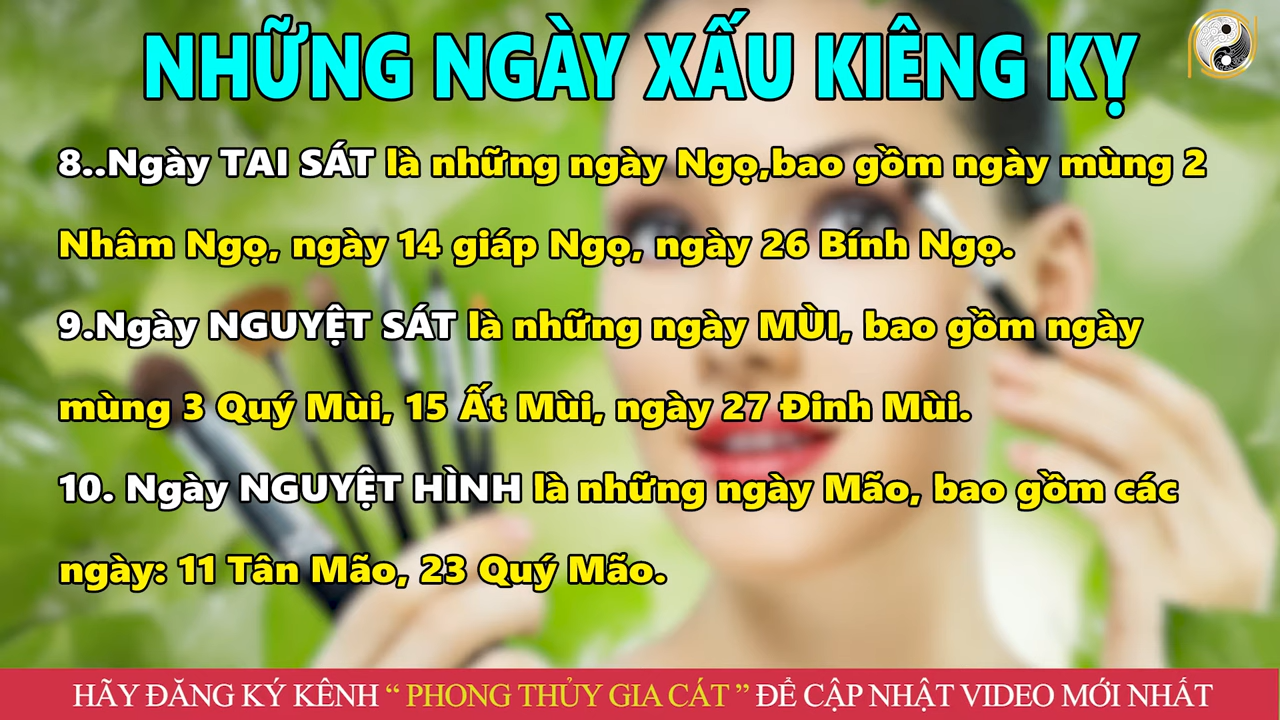 NHỮNG NGÀY XẤU KIÊNG KỴ
8..Ngày TAI SÁT là những ngày Ngọ,bao gồm ngày mùng 2
Nhâm Ngọ, ngày 14 giáp Ngọ, ngày 26 Bính Ngọ.
9.Ngày NGUYỆT SÁT là những ngày MÙI, bao gồm ngày
mùng 3 Quý Mùi, 15 Ất Mùi, ngày 27 Đinh Mùi.
10. Ngày NGUYỆT HÌNH là những ngày Mão, bao gồm các
ngày: 11 Tân Mão, 23 Quý Mão.
HÃY ĐĂNG KÝ KÊNH “ PHONG THỦY GIA CÁT ” ĐỂ CẬP NHẬT VIDEO MỚI NHẤT